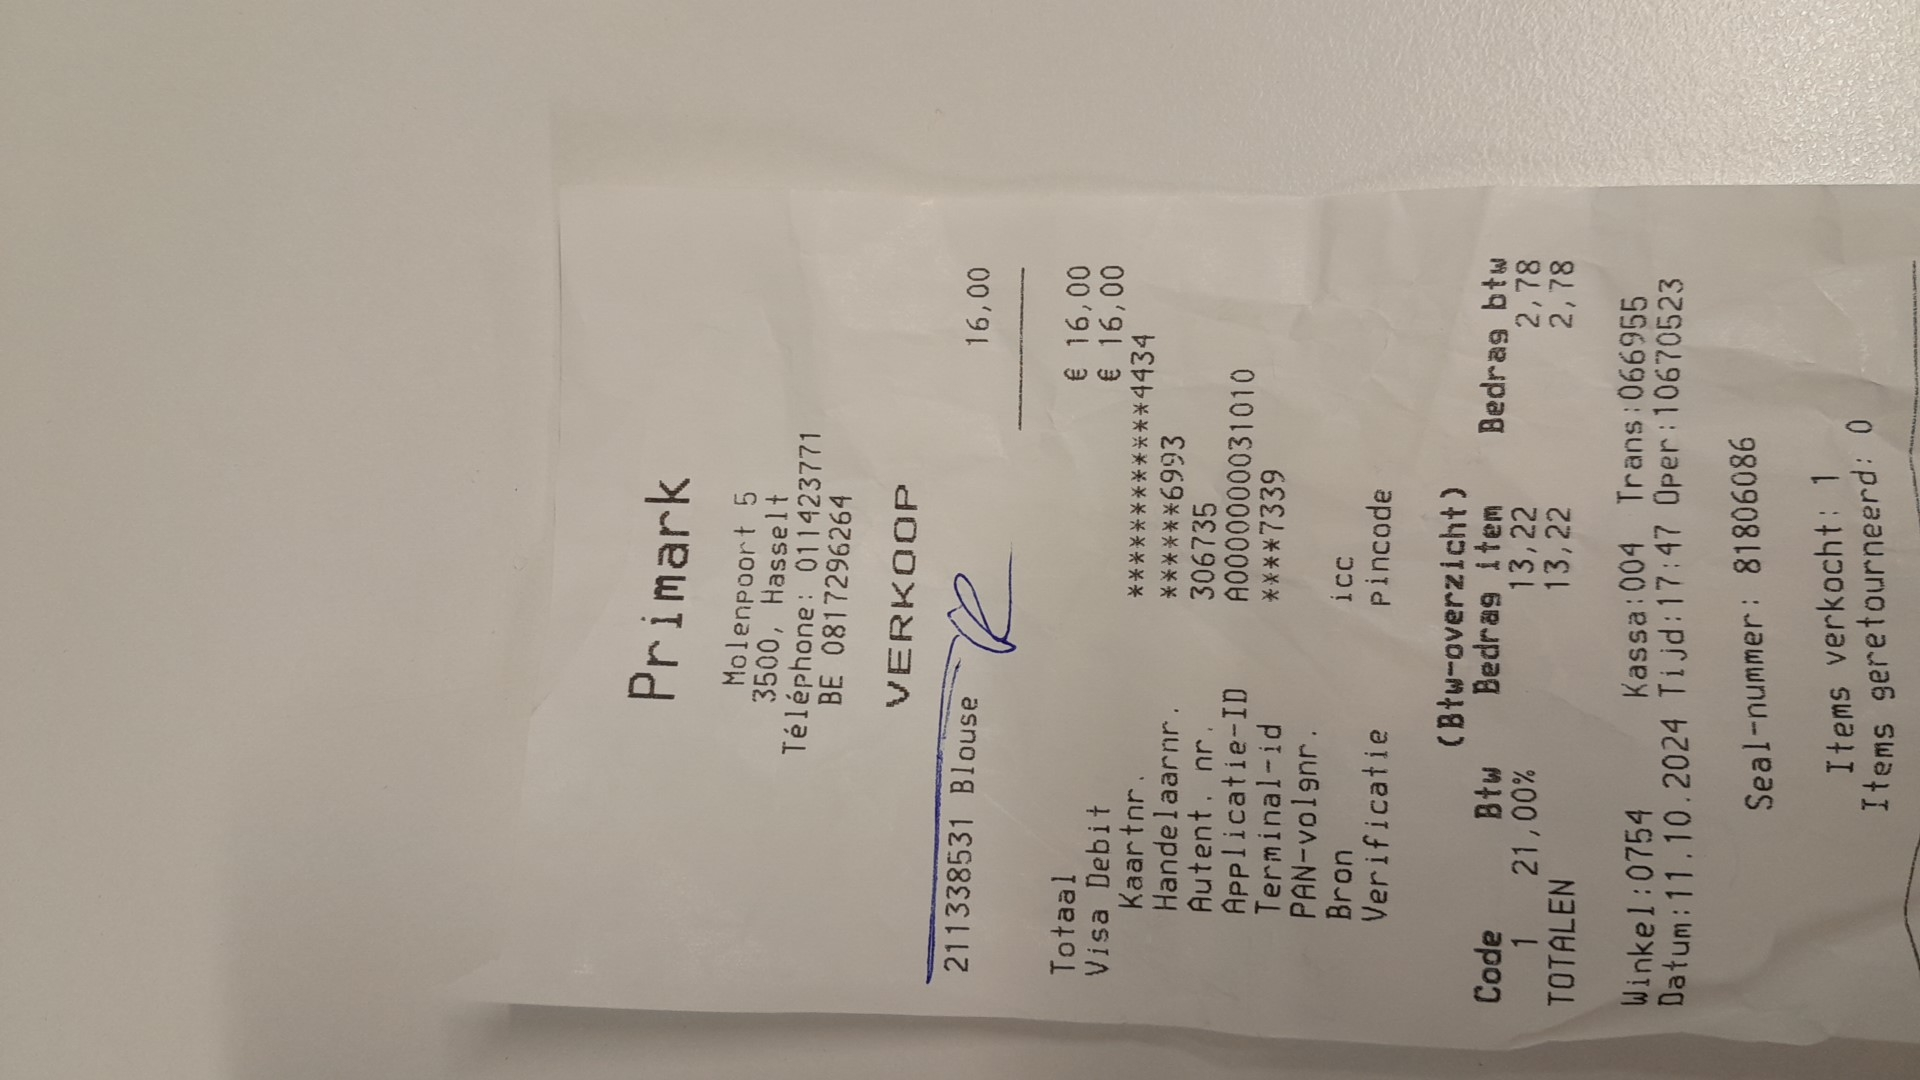 Primark
Molenpoort 5
3500, Hasselt
Téléphone: 011423771
BE 0817296264
VERKOOP
211338531 Blouse 16,00
Totaal € 16,00
Visa Debit € 16,00
Kaartnr. ************4434
Handelaarnr. ******6993
Autent. nr. 306735
Applicatie-ID A0000000031010
Terminal-id ****7339
PAN-volgnr.
Bron icc
Verificatie Pincode
(Btw-overzicht)
Code Btw Bedrag item Bedrag btw
1 21,00% 13,22 2,78
TOTALEN 13,22 2,78
Winkel:0754 Kassa:004 Trans:066955
Datum:11.10.2024 Tijd:17:47 Oper:10670523
Seal-nummer: 81806086
Items verkocht: 1
Items geretourneerd: 0